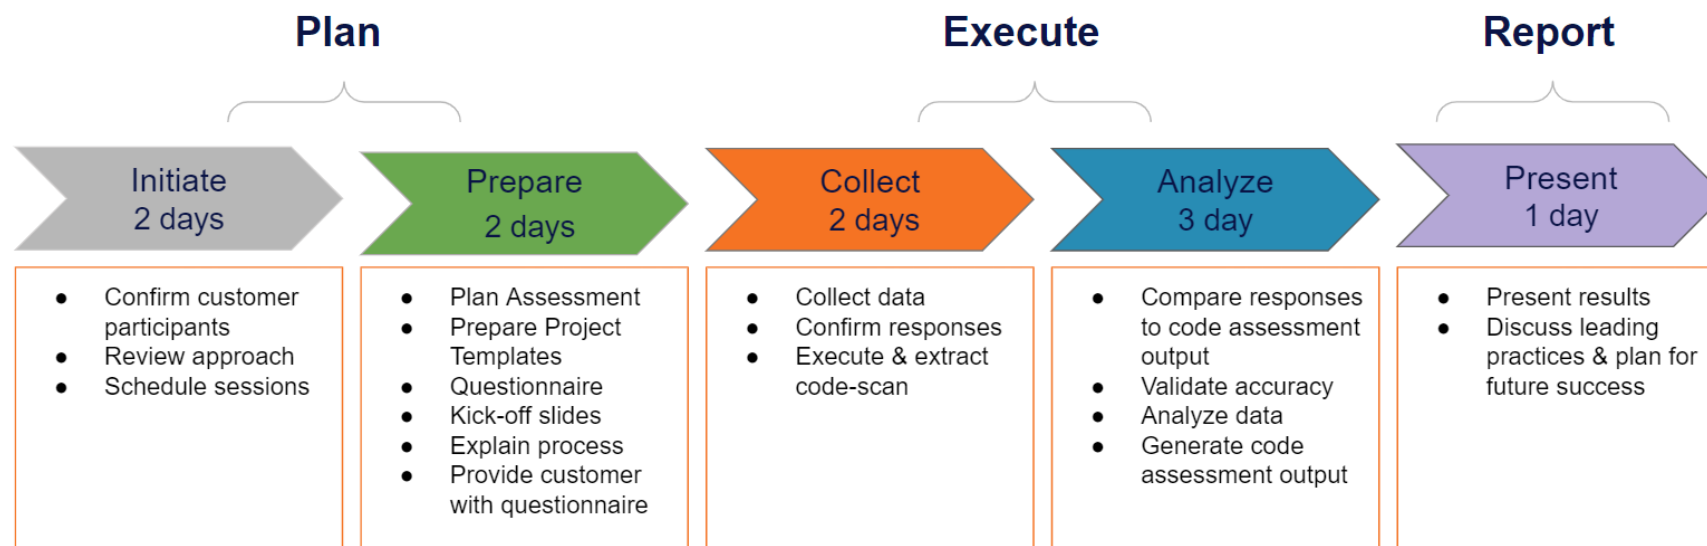 Plan
Execute
Report
Initiate
2 days
Prepare
2 days
Collect
2 days
Analyze
3 day
Present
1 day
● Confirm customer
participants
● Review approach
● Schedule sessions
● Plan Assessment
● Prepare Project
Templates
● Questionnaire
● Kick-off slides
● Explain process
● Provide customer
with questionnaire
● Collect data
● Confirm responses
● Execute & extract
code-scan
● Compare responses
to code assessment
output
● Validate accuracy
● Analyze data
● Generate code
assessment output
● Present results
● Discuss leading
practices & plan for
future success